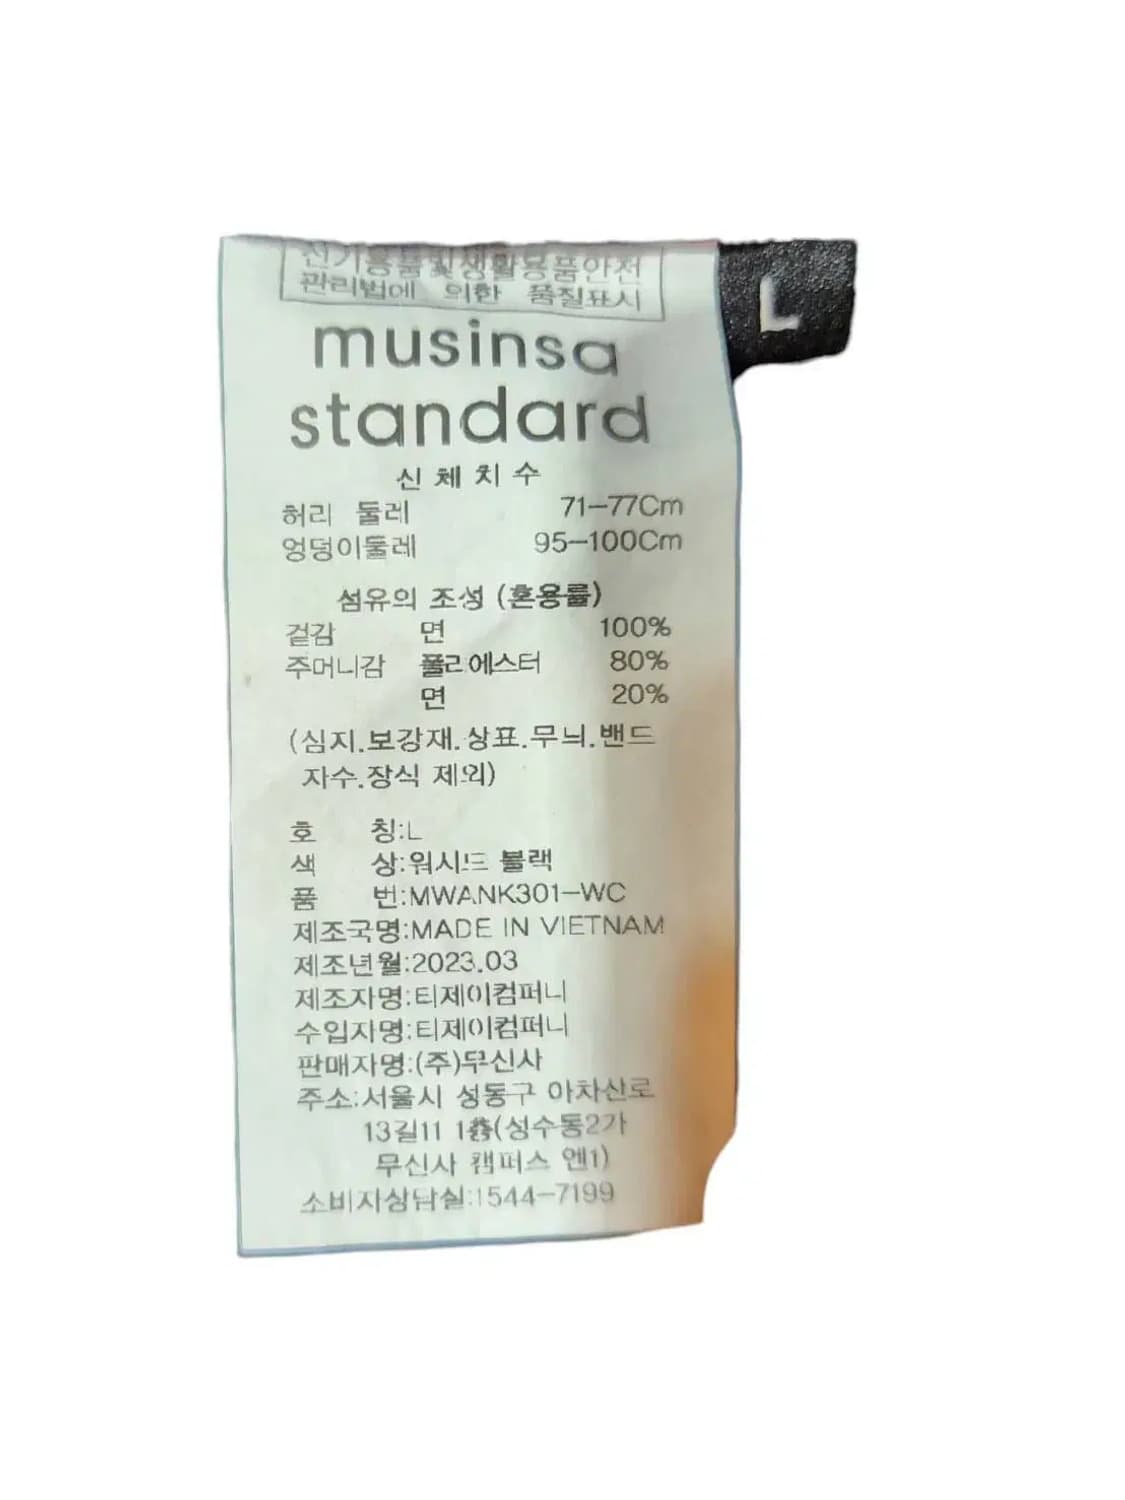 전기용품및생활용품안전
관리법에 의한 품질표시
L
musinsa
standard
신체치수
허리 둘레 71-77Cm
엉덩이둘레 95-100Cm
섬유의 조성 (혼용률)
겉감 면 100%
주머니감 폴리에스터 80%
면 20%
(심지.보강재.상표.무늬.밴드
자수.장식 제외)
호 칭:L
색 상:워시드 블랙
품 번:MWANK301-WC
제조국명:MADE IN VIETNAM
제조년월:2023.03
제조자명:티제이컴퍼니
수입자명:티제이컴퍼니
판매자명:(주)무신사
주소:서울시 성동구 아차산로
13길11 1층(성수동2가
무신사 캠퍼스 엔1)
소비자상담실:1544-7199